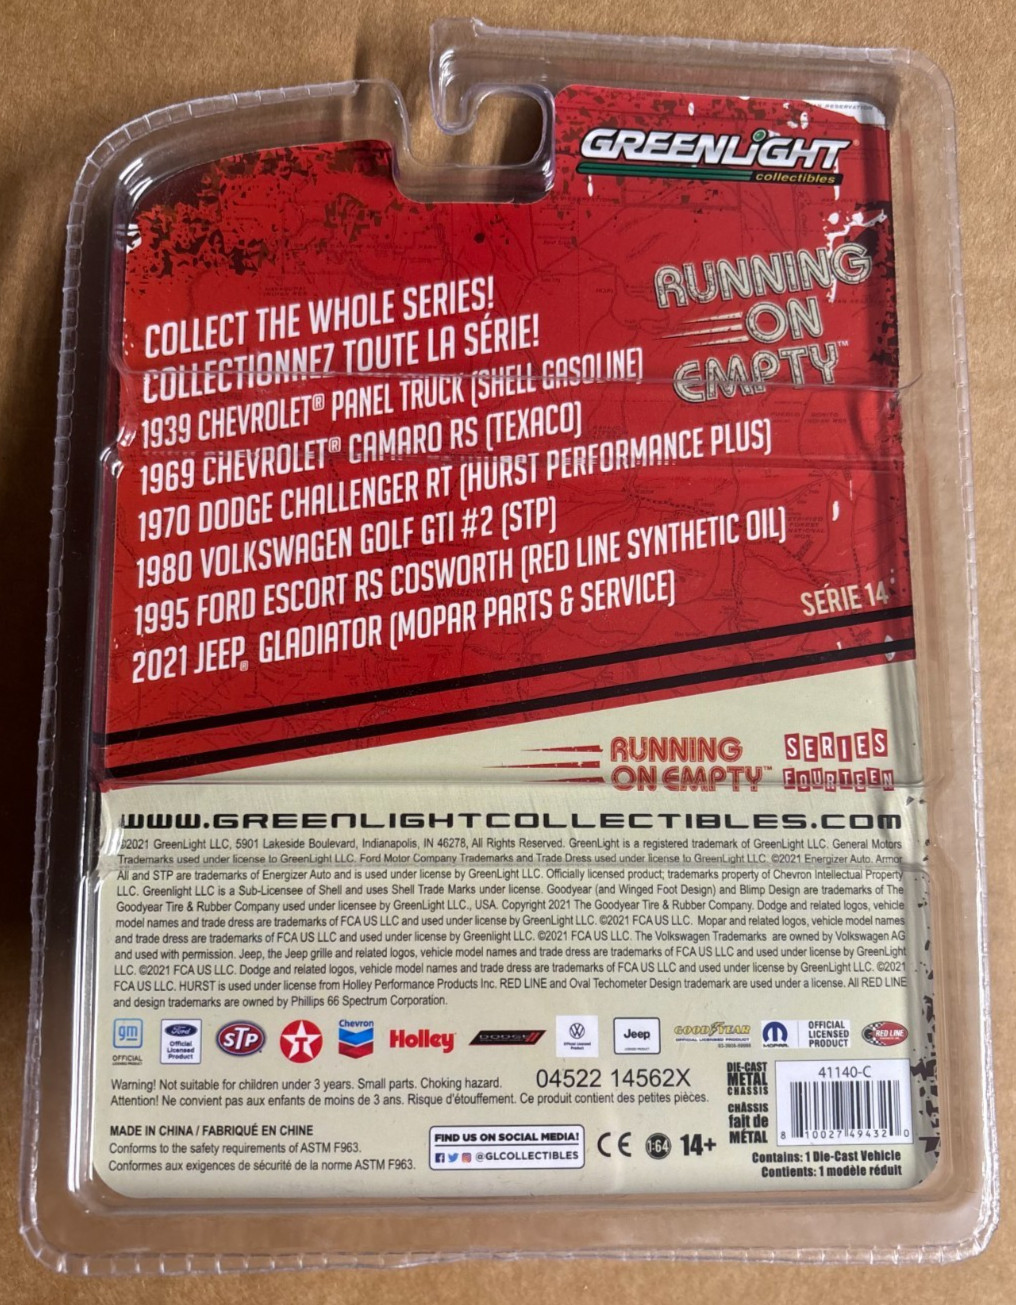 GREENLIGHT
collectibles
RUNNING
ON
EMPTY™
COLLECT THE WHOLE SERIES!
COLLECTIONNEZ TOUTE LA SÉRIE!
1939 CHEVROLET® PANEL TRUCK (SHELL GASOLINE)
1969 CHEVROLET® CAMARO RS (TEXACO)
1970 DODGE CHALLENGER RT (HURST PERFORMANCE PLUS)
1980 VOLKSWAGEN GOLF GTI #2 (STP)
1995 FORD ESCORT RS COSWORTH (RED LINE SYNTHETIC OIL)
2021 JEEP® GLADIATOR (MOPAR PARTS & SERVICE)
SÉRIE 14
RUNNING
ON EMPTY™
SERIES
FOURTEEN
WWW.GREENLIGHTCOLLECTIBLES.COM
©2021 GreenLight LLC, 5901 Lakeside Boulevard, Indianapolis, IN 46278, All Rights Reserved. GreenLight is a registered trademark of GreenLight LLC. General Motors
Trademarks used under license to GreenLight LLC. Ford Motor Company Trademarks and Trade Dress used under license to GreenLight LLC. ©2021 Energizer Auto. Armor
All and STP are trademarks of Energizer Auto and is used under license by GreenLight LLC. Officially licensed product; trademarks property of Chevron Intellectual Property
LLC. Greenlight LLC is a Sub-Licensee of Shell and uses Shell Trade Marks under license. Goodyear (and Winged Foot Design) and Blimp Design are trademarks of The
Goodyear Tire & Rubber Company used under licensee by GreenLight LLC., USA. Copyright 2021 The Goodyear Tire & Rubber Company. Dodge and related logos, vehicle
model names and trade dress are trademarks of FCA US LLC and used under license by GreenLight LLC. ©2021 FCA US LLC. Mopar and related logos, vehicle model names
and trade dress are trademarks of FCA US LLC and used under license by Greenlight LLC. ©2021 FCA US LLC. The Volkswagen Trademarks are owned by Volkswagen AG
and used with permission. Jeep, the Jeep grille and related logos, vehicle model names and trade dress are trademarks of FCA US LLC and used under license by GreenLight
LLC. ©2021 FCA US LLC. Dodge and related logos, vehicle model names and trade dress are trademarks of FCA US LLC and used under license by GreenLight LLC. ©2021
FCA US LLC. HURST is used under license from Holley Performance Products Inc. RED LINE and Oval Techometer Design trademark are used under a license. All RED LINE
and design trademarks are owned by Phillips 66 Spectrum Corporation.
gm
OFFICIAL
Ford
Official
Licensed
Product
STP
T
Chevron
Holley
DODGE
Jeep
GOODYEAR
MOPAR
OFFICIAL
LICENSED
PRODUCT
RED LINE
Warning! Not suitable for children under 3 years. Small parts. Choking hazard.
04522 14562X
Attention! Ne convient pas aux enfants de moins de 3 ans. Risque d'étouffement. Ce produit contient des petites pièces.
DIE-CAST
METAL
CHASSIS
CHÂSSIS
fait de
MÉTAL
41140-C
8 10027 49432 0
MADE IN CHINA / FABRIQUÉ EN CHINE
Conforms to the safety requirements of ASTM F963.
Conformes aux exigences de sécurité de la norme ASTM F963.
FIND US ON SOCIAL MEDIA!
@GLCOLLECTIBLES
CE
1:64
14+
Contains: 1 Die-Cast Vehicle
Contient: 1 modèle réduit